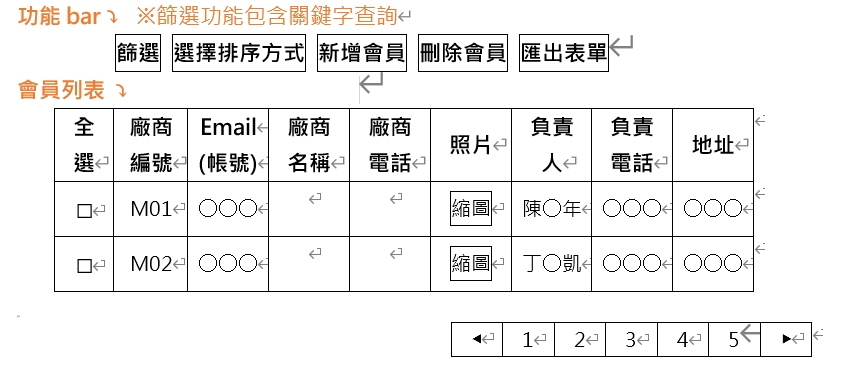 功能 bar ※篩選功能包含關鍵字查詢
篩選 選擇排序方式 新增會員 刪除會員 匯出表單
會員列表
全選 廠商編號 Email(帳號) 廠商名稱 廠商電話 照片 負責人 負責電話 地址
□ M01 ○○○ 縮圖 陳○年 ○○○ ○○○
□ M02 ○○○ 縮圖 丁○凱 ○○○ ○○○
◄ 1 2 3 4 5 ►